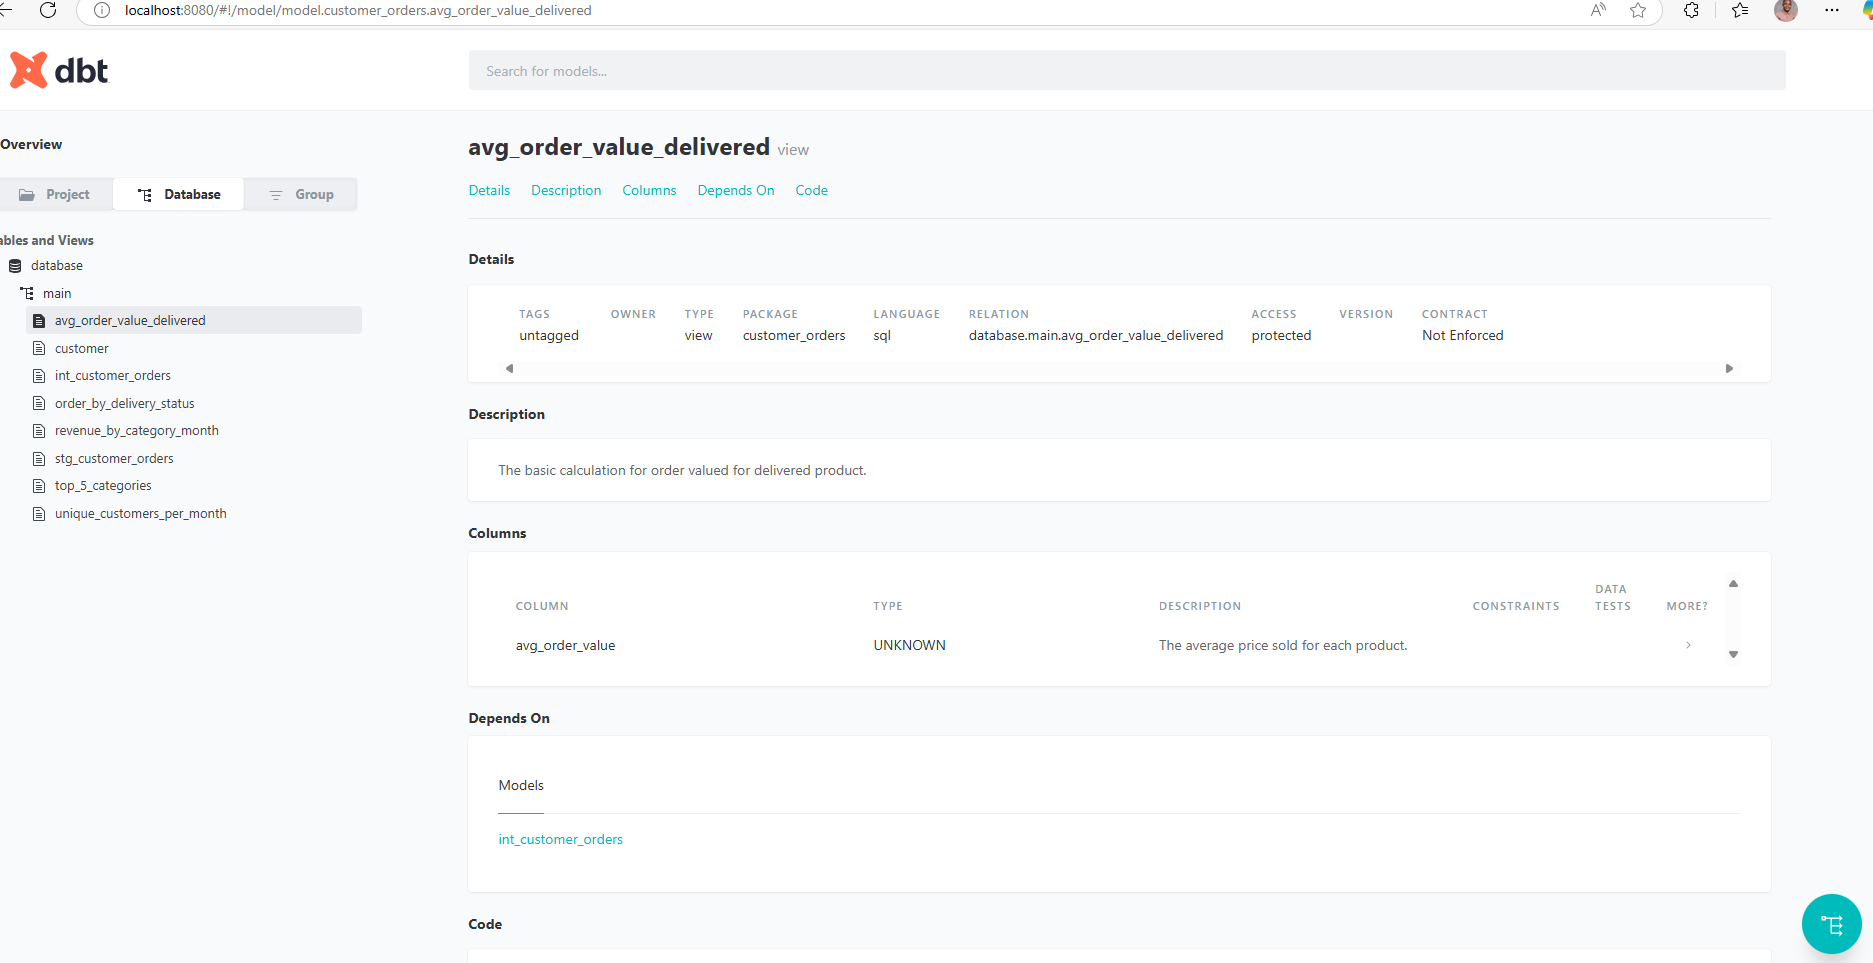 localhost:8080/#!/model/model.customer_orders.avg_order_value_delivered
dbt
Search for models...
Overview
Project Database Group
ables and Views
database
main
avg_order_value_delivered
customer
int_customer_orders
order_by_delivery_status
revenue_by_category_month
stg_customer_orders
top_5_categories
unique_customers_per_month
avg_order_value_delivered view
Details Description Columns Depends On Code
Details
TAGS OWNER TYPE PACKAGE LANGUAGE RELATION ACCESS VERSION CONTRACT
untagged view customer_orders sql database.main.avg_order_value_delivered protected Not Enforced
Description
The basic calculation for order valued for delivered product.
Columns
COLUMN TYPE DESCRIPTION CONSTRAINTS DATA TESTS MORE?
avg_order_value UNKNOWN The average price sold for each product.
Depends On
Models
int_customer_orders
Code